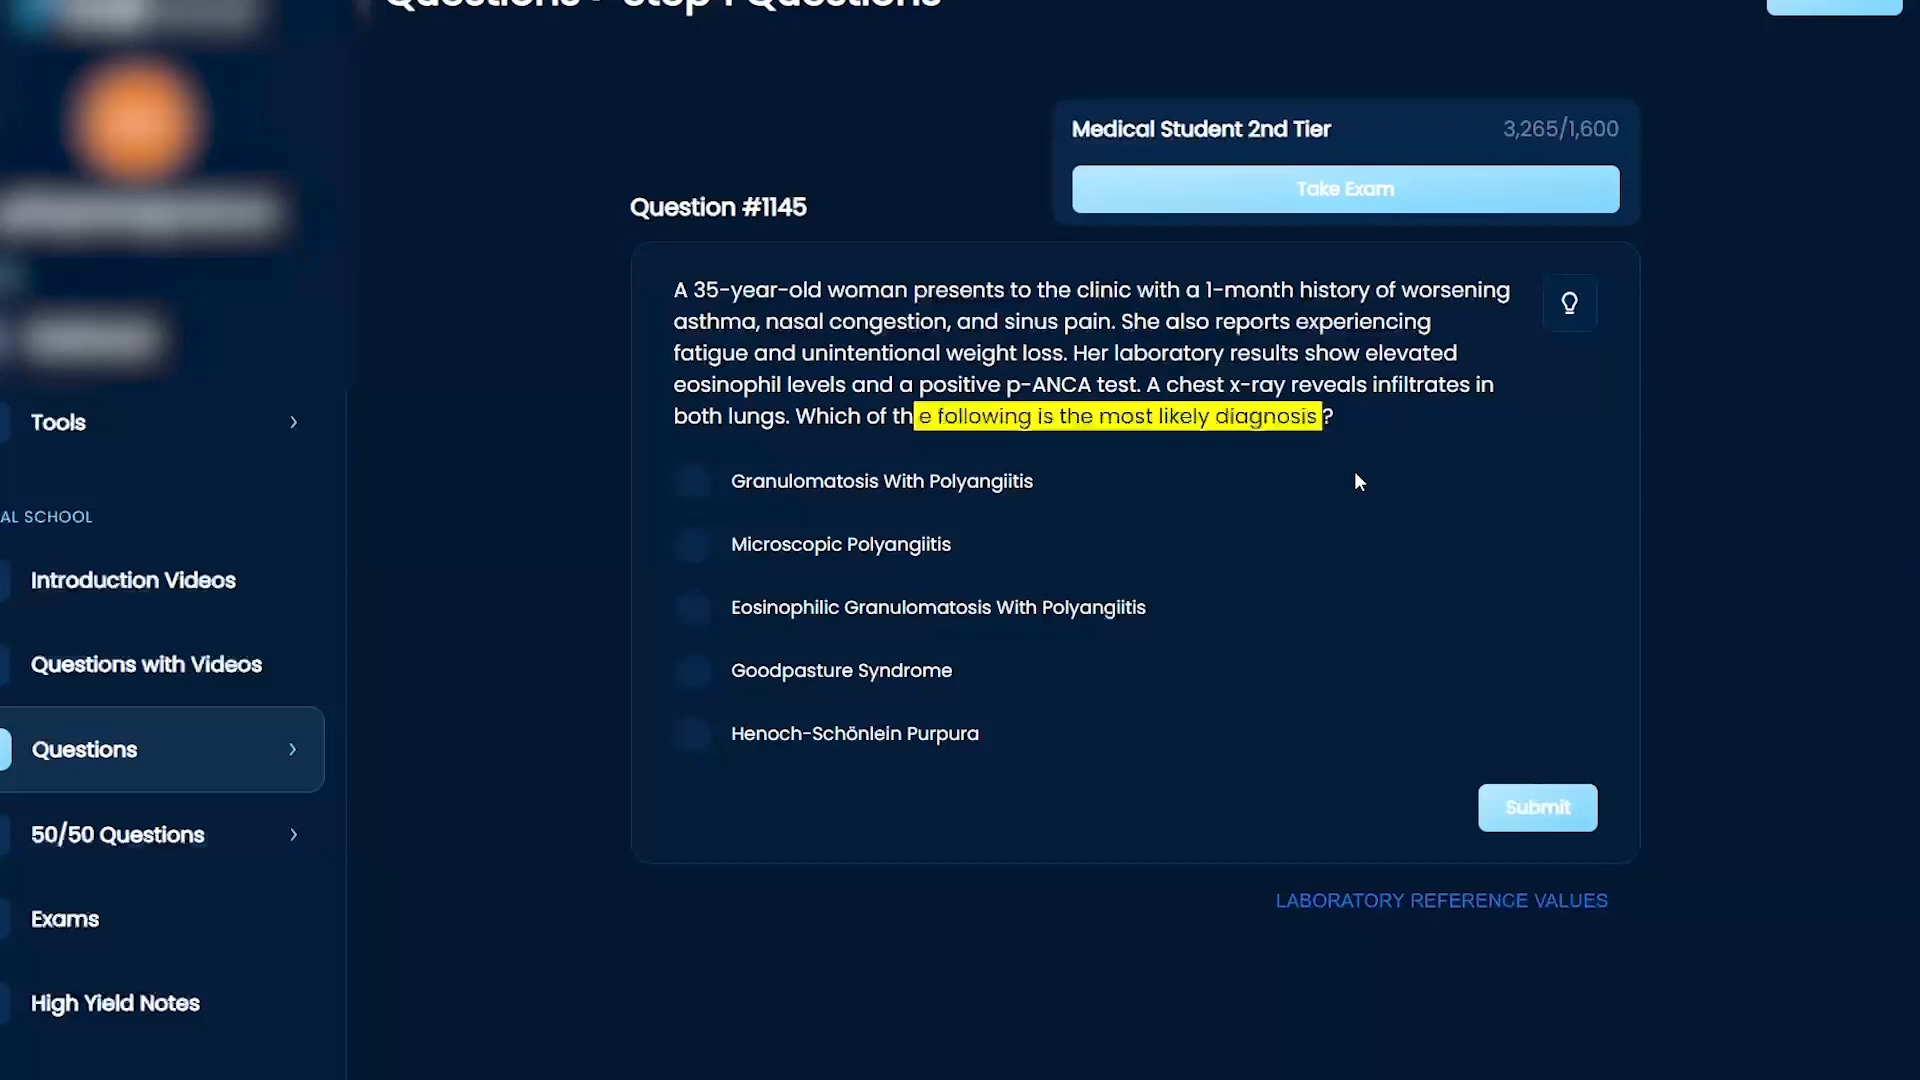 Questions > Step 1 Questions
Medical Student 2nd Tier 3,265/1,600
Take Exam
Question #1145
A 35-year-old woman presents to the clinic with a 1-month history of worsening
asthma, nasal congestion, and sinus pain. She also reports experiencing
fatigue and unintentional weight loss. Her laboratory results show elevated
eosinophil levels and a positive p-ANCA test. A chest x-ray reveals infiltrates in
both lungs. Which of the following is the most likely diagnosis?
Granulomatosis With Polyangiitis
Microscopic Polyangiitis
Eosinophilic Granulomatosis With Polyangiitis
Goodpasture Syndrome
Henoch-Schönlein Purpura
Submit
LABORATORY REFERENCE VALUES
Tools
AL SCHOOL
Introduction Videos
Questions with Videos
Questions
50/50 Questions
Exams
High Yield Notes